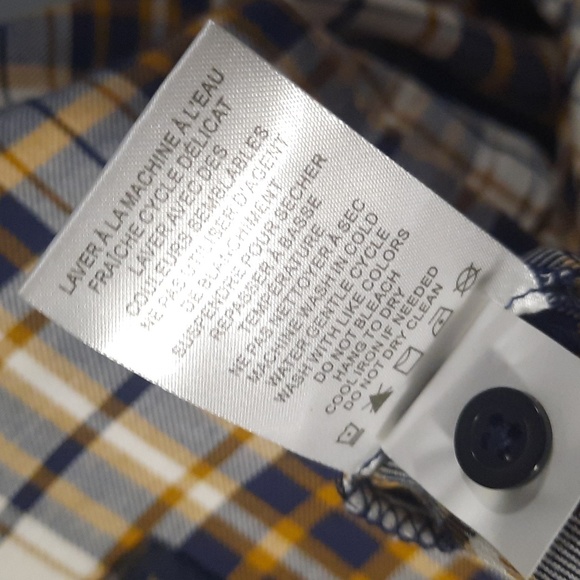 LAVER À LA MACHINE À L'EAU
FRAÎCHE CYCLE DÉLICAT
LAVER AVEC DES
COULEURS SEMBLABLES
NE PAS UTILISER D'AGENT
DE BLANCHIMENT
SUSPENDRE POUR SÉCHER
REPASSER À BASSE
TEMPÉRATURE
NE PAS NETTOYER À SEC
MACHINE WASH IN COLD
WATER GENTLE CYCLE
WASH WITH LIKE COLORS
DO NOT BLEACH
HANG TO DRY
COOL IRON IF NEEDED
DO NOT DRY CLEAN